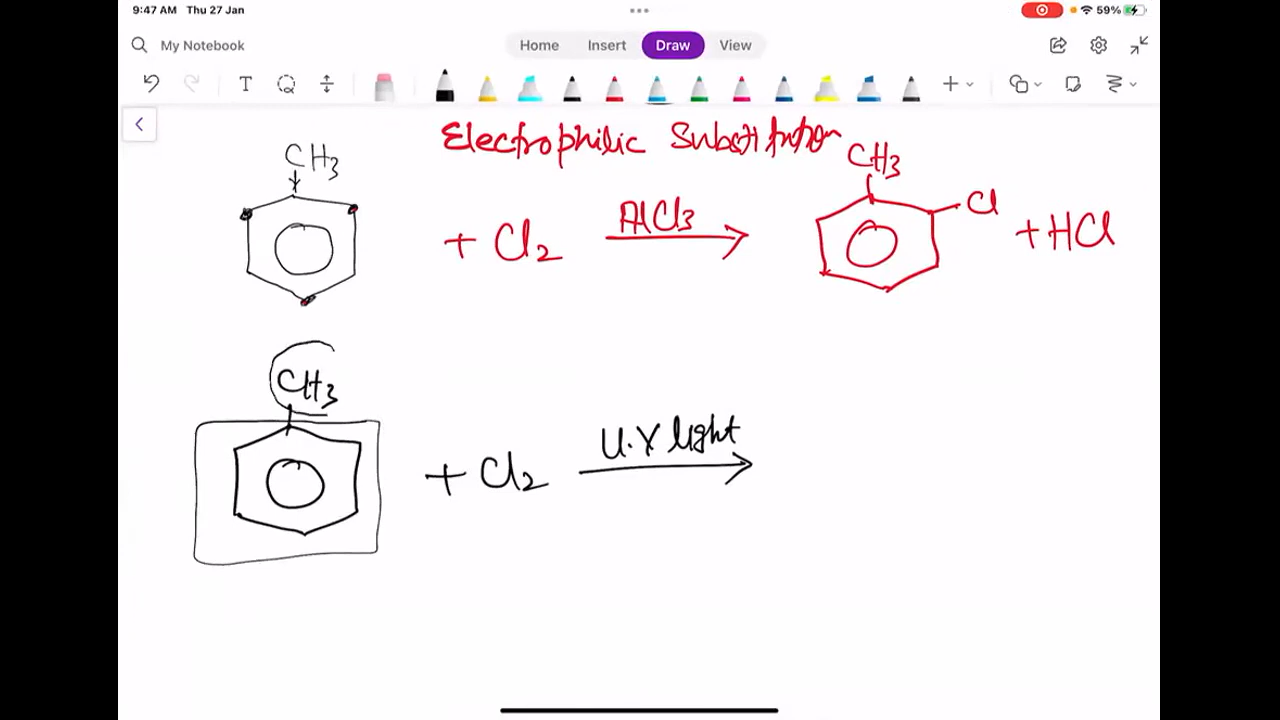 9:47 AM Thu 27 Jan
59%
My Notebook
Home Insert Draw View
T
Electrophilic Substitution
CH3 CH3
+ Cl2 AlCl3 Cl + HCl
CH3
+ Cl2 U.V light